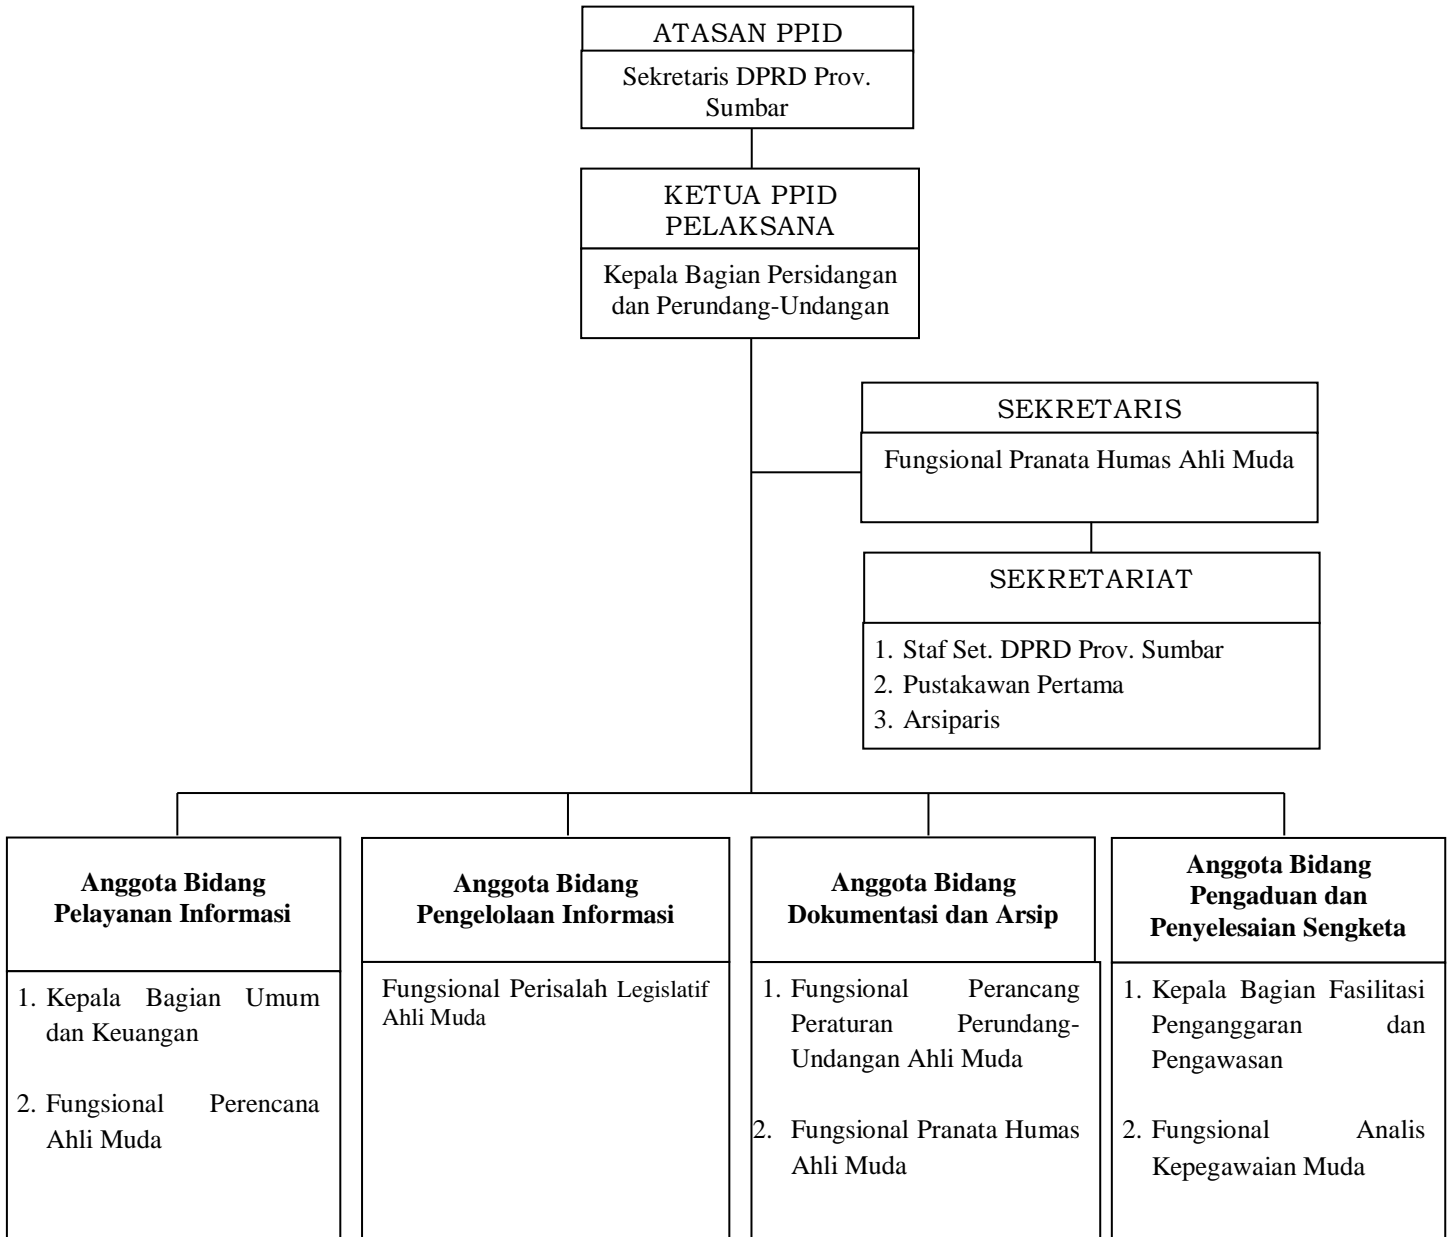 ATASAN PPID
Sekretaris DPRD Prov.
Sumbar
KETUA PPID
PELAKSANA
Kepala Bagian Persidangan
dan Perundang-Undangan
SEKRETARIS
Fungsional Pranata Humas Ahli Muda
SEKRETARIAT
1. Staf Set. DPRD Prov. Sumbar
2. Pustakawan Pertama
3. Arsiparis
Anggota Bidang
Pelayanan Informasi
1. Kepala Bagian Umum
dan Keuangan
2. Fungsional Perencana
Ahli Muda
Anggota Bidang
Pengelolaan Informasi
Fungsional Perisalah Legislatif
Ahli Muda
Anggota Bidang
Dokumentasi dan Arsip
1. Fungsional Perancang
Peraturan Perundang-
Undangan Ahli Muda
2. Fungsional Pranata Humas
Ahli Muda
Anggota Bidang
Pengaduan dan
Penyelesaian Sengketa
1. Kepala Bagian Fasilitasi
Penganggaran dan
Pengawasan
2. Fungsional Analis
Kepegawaian Muda